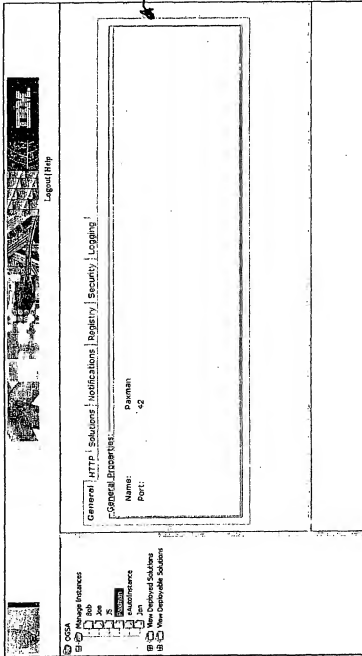 Logout | Help
OGSA
Manage Instances
Bob
Joe
JS
Paxman
eAutoInstance
Jan
View Deployed Solutions
View Deployable Solutions
General | HTTP | Solutions | Notifications | Registry | Security | Logging
General Properties:
Name: Paxman
Port: 42